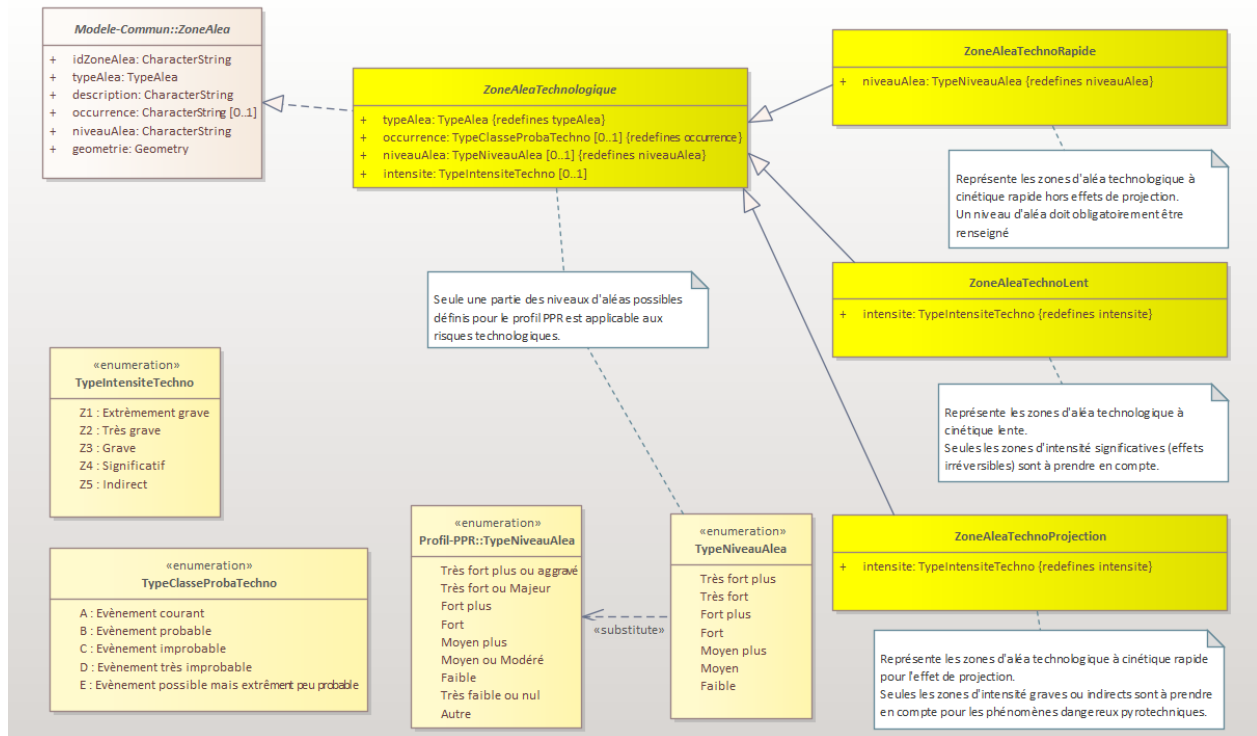 Modele-Commun::ZoneAlea
+ idZoneAlea: CharacterString
+ typeAlea: TypeAlea
+ description: CharacterString
+ occurrence: CharacterString [0..1]
+ niveauAlea: CharacterString
+ geometrie: Geometry
ZoneAleaTechnologique
+ typeAlea: TypeAlea {redefines typeAlea}
+ occurrence: TypeClasseProbaTechno [0..1] {redefines occurrence}
+ niveauAlea: TypeNiveauAlea [0..1] {redefines niveauAlea}
+ intensite: TypeIntensiteTechno [0..1]
ZoneAleaTechnoRapide
+ niveauAlea: TypeNiveauAlea {redefines niveauAlea}
Représente les zones d'aléa technologique à
cinétique rapide hors effets de projection.
Un niveau d'aléa doit obligatoirement être
renseigné
ZoneAleaTechnoLent
+ intensite: TypeIntensiteTechno {redefines intensite}
Représente les zones d'aléa technologique à
cinétique lente.
Seules les zones d'intensité significatives (effets
irréversibles) sont à prendre en compte.
ZoneAleaTechnoProjection
+ intensite: TypeIntensiteTechno {redefines intensite}
Représente les zones d'aléa technologique à cinétique rapide
pour l'effet de projection.
Seules les zones d'intensité graves ou indirects sont à prendre
en compte pour les phénomènes dangereux pyrotechniques.
Seule une partie des niveaux d'aléas possibles
définis pour le profil PPR est applicable aux
risques technologiques.
«enumeration»
TypeIntensiteTechno
Z1 : Extrèmement grave
Z2 : Très grave
Z3 : Grave
Z4 : Significatif
Z5 : Indirect
«enumeration»
TypeClasseProbaTechno
A : Evènement courant
B : Evènement probable
C : Evènement improbable
D : Evènement très improbable
E : Evènement possible mais extrêment peu probable
«enumeration»
Profil-PPR::TypeNiveauAlea
Très fort plus ou aggravé
Très fort ou Majeur
Fort plus
Fort
Moyen plus
Moyen ou Modéré
Faible
Très faible ou nul
Autre
«substitute»
«enumeration»
TypeNiveauAlea
Très fort plus
Très fort
Fort plus
Fort
Moyen plus
Moyen
Faible